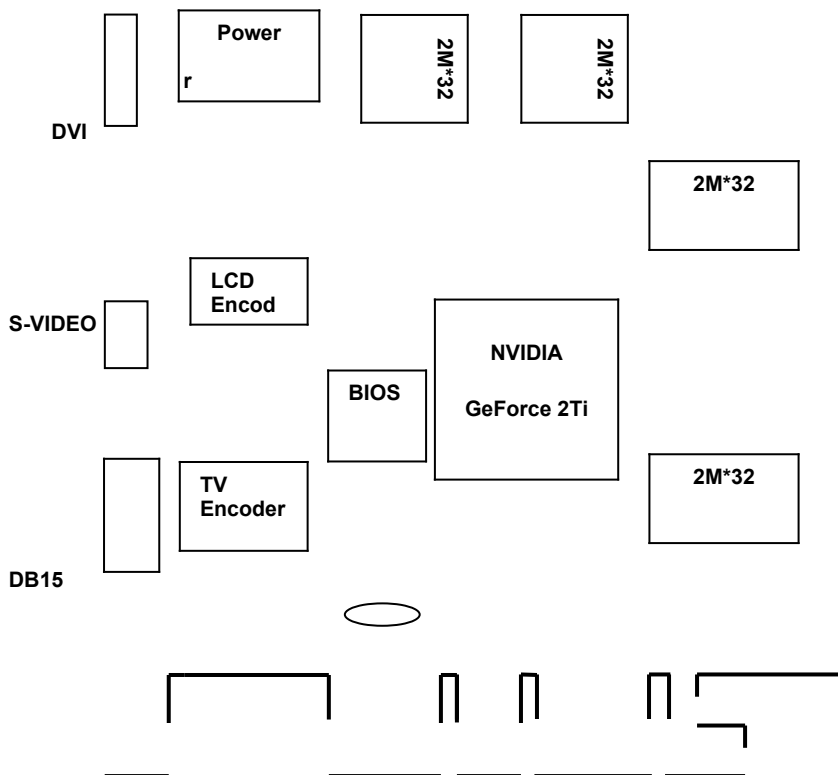 Power
r
2M*32
2M*32
DVI
2M*32
LCD
Encod
S-VIDEO
NVIDIA
GeForce 2Ti
BIOS
TV
Encoder
2M*32
DB15